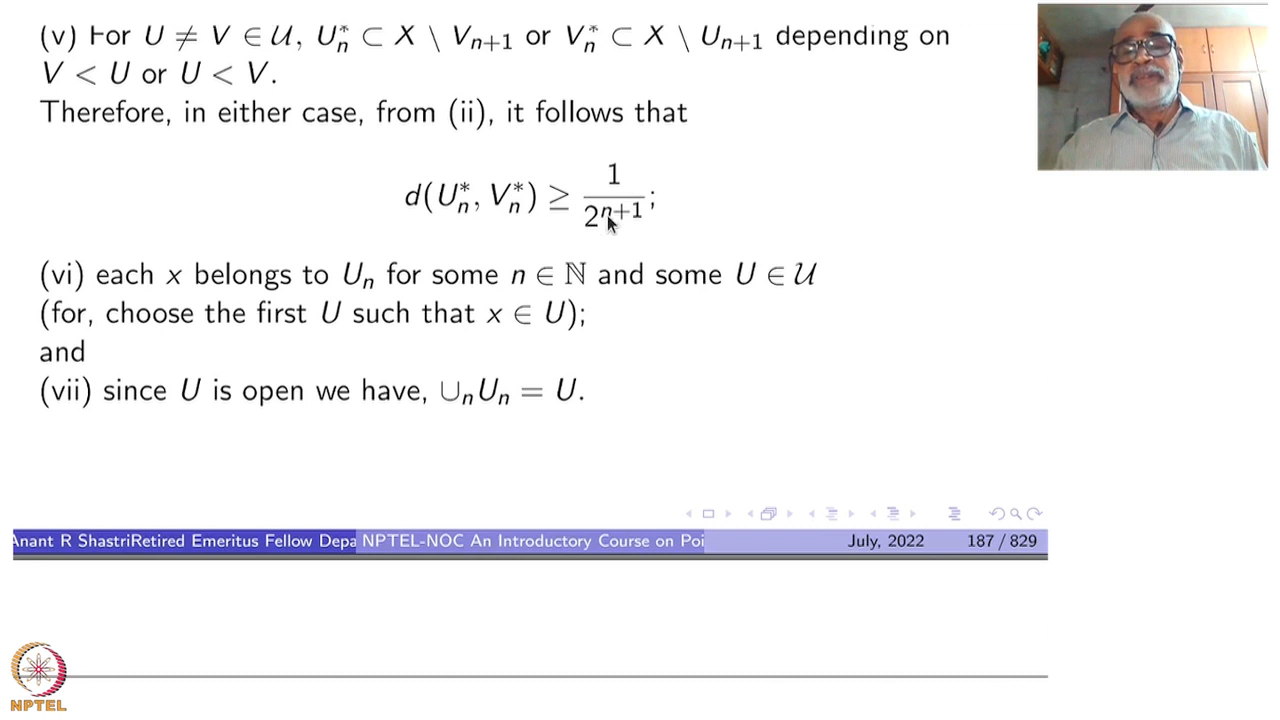 (v) For U ≠ V ∈ 𝒰, U*ₙ ⊂ X \ Vₙ₊₁ or V*ₙ ⊂ X \ Uₙ₊₁ depending on
V < U or U < V.
Therefore, in either case, from (ii), it follows that
d(U*ₙ, V*ₙ) ≥ 1/2ⁿ⁺¹;
(vi) each x belongs to Uₙ for some n ∈ ℕ and some U ∈ 𝒰
(for, choose the first U such that x ∈ U);
and
(vii) since U is open we have, ∪ₙUₙ = U.
Anant R ShastriRetired Emeritus Fellow Depa NPTEL-NOC An Introductory Course on Poi July, 2022 187 / 829
NPTEL